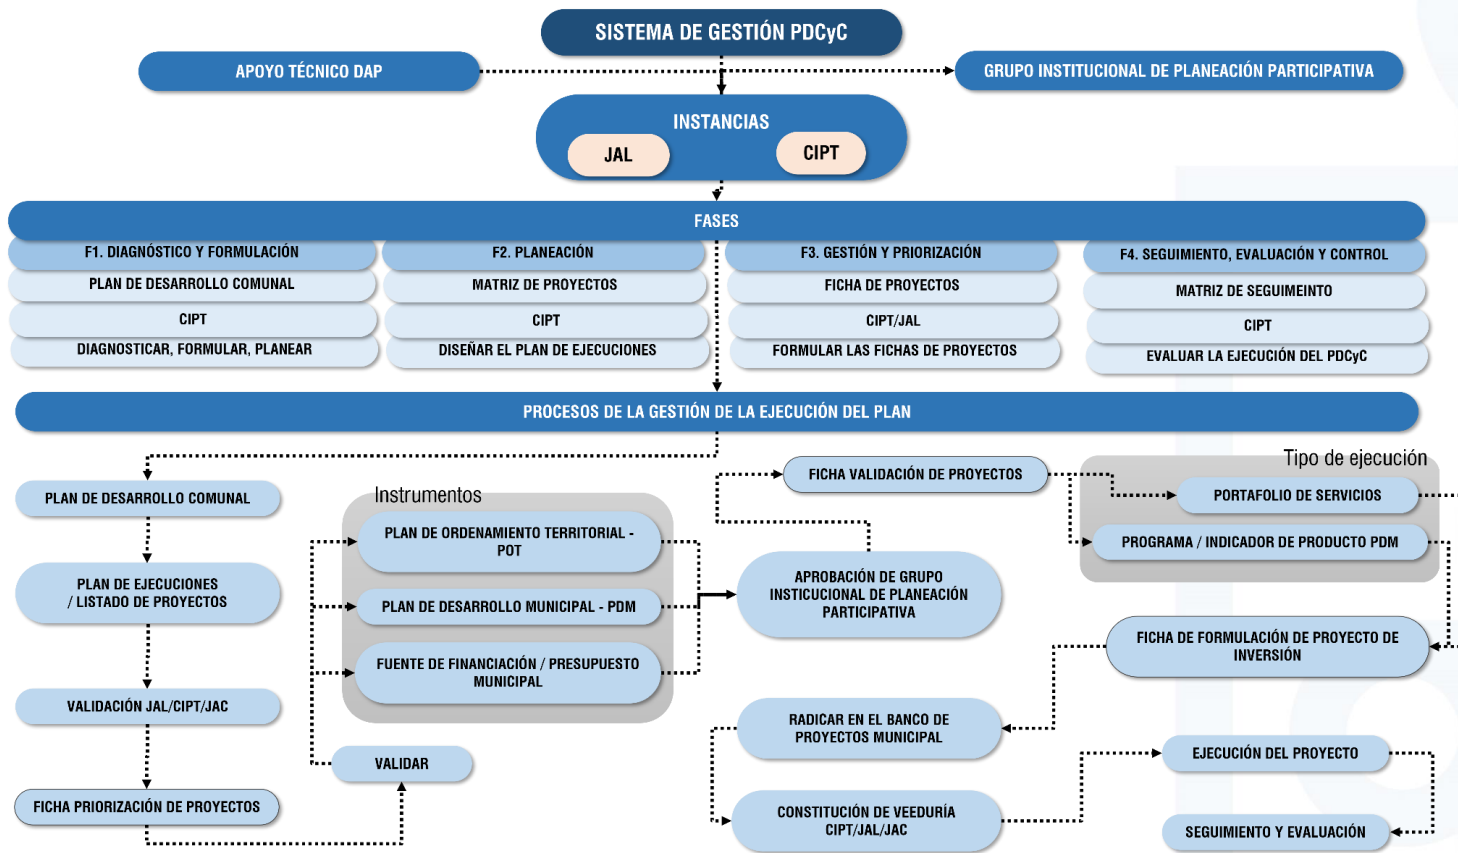 SISTEMA DE GESTIÓN PDCyC
APOYO TÉCNICO DAP
GRUPO INSTITUCIONAL DE PLANEACIÓN PARTICIPATIVA
INSTANCIAS
JAL
CIPT
FASES
F1. DIAGNÓSTICO Y FORMULACIÓN
PLAN DE DESARROLLO COMUNAL
CIPT
DIAGNOSTICAR, FORMULAR, PLANEAR
F2. PLANEACIÓN
MATRIZ DE PROYECTOS
CIPT
DISEÑAR EL PLAN DE EJECUCIONES
F3. GESTIÓN Y PRIORIZACIÓN
FICHA DE PROYECTOS
CIPT/JAL
FORMULAR LAS FICHAS DE PROYECTOS
F4. SEGUIMIENTO, EVALUACIÓN Y CONTROL
MATRIZ DE SEGUIMEINTO
CIPT
EVALUAR LA EJECUCIÓN DEL PDCyC
PROCESOS DE LA GESTIÓN DE LA EJECUCIÓN DEL PLAN
PLAN DE DESARROLLO COMUNAL
PLAN DE EJECUCIONES
/ LISTADO DE PROYECTOS
VALIDACIÓN JAL/CIPT/JAC
FICHA PRIORIZACIÓN DE PROYECTOS
VALIDAR
Instrumentos
PLAN DE ORDENAMIENTO TERRITORIAL -
POT
PLAN DE DESARROLLO MUNICIPAL - PDM
FUENTE DE FINANCIACIÓN / PRESUPUESTO
MUNICIPAL
APROBACIÓN DE GRUPO
INSTICUCIONAL DE PLANEACIÓN
PARTICIPATIVA
FICHA VALIDACIÓN DE PROYECTOS
Tipo de ejecución
PORTAFOLIO DE SERVICIOS
PROGRAMA / INDICADOR DE PRODUCTO PDM
FICHA DE FORMULACIÓN DE PROYECTO DE
INVERSIÓN
RADICAR EN EL BANCO DE
PROYECTOS MUNICIPAL
CONSTITUCIÓN DE VEEDURÍA
CIPT/JAL/JAC
EJECUCIÓN DEL PROYECTO
SEGUIMIENTO Y EVALUACIÓN